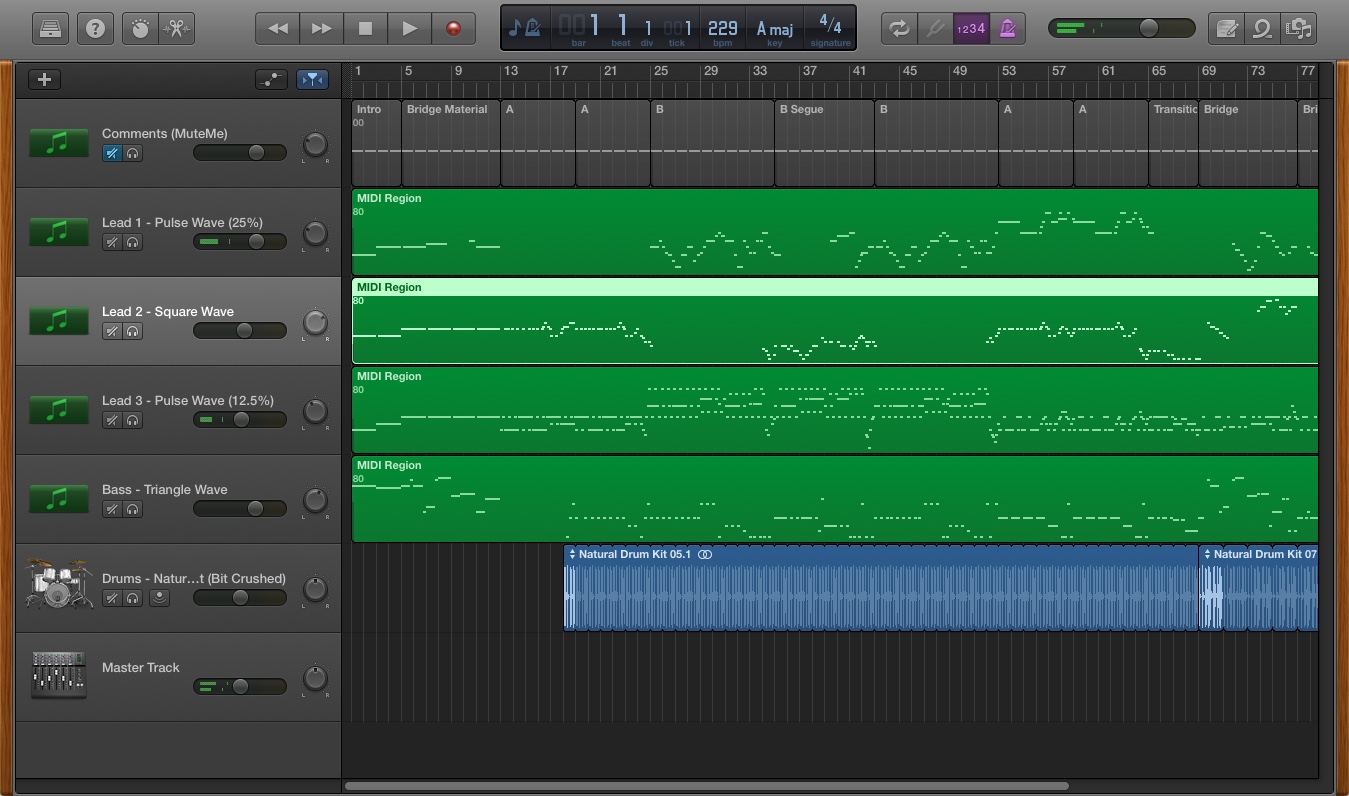 1 1 1 1 229 A maj 4/4
bar beat div tick bpm key signature
1234
1 5 9 13 17 21 25 29 33 37 41 45 49 53 57 61 65 69 73 77
Intro Bridge Material A A B B Segue B A A Transitic Bridge Bri
00
Comments (MuteMe)
L R
MIDI Region
80
Lead 1 - Pulse Wave (25%)
L R
MIDI Region
80
Lead 2 - Square Wave
L R
MIDI Region
80
Lead 3 - Pulse Wave (12.5%)
L R
MIDI Region
80
Bass - Triangle Wave
L R
Natural Drum Kit 05.1 Natural Drum Kit 07
Drums - Natur...t (Bit Crushed)
L R
Master Track
L R